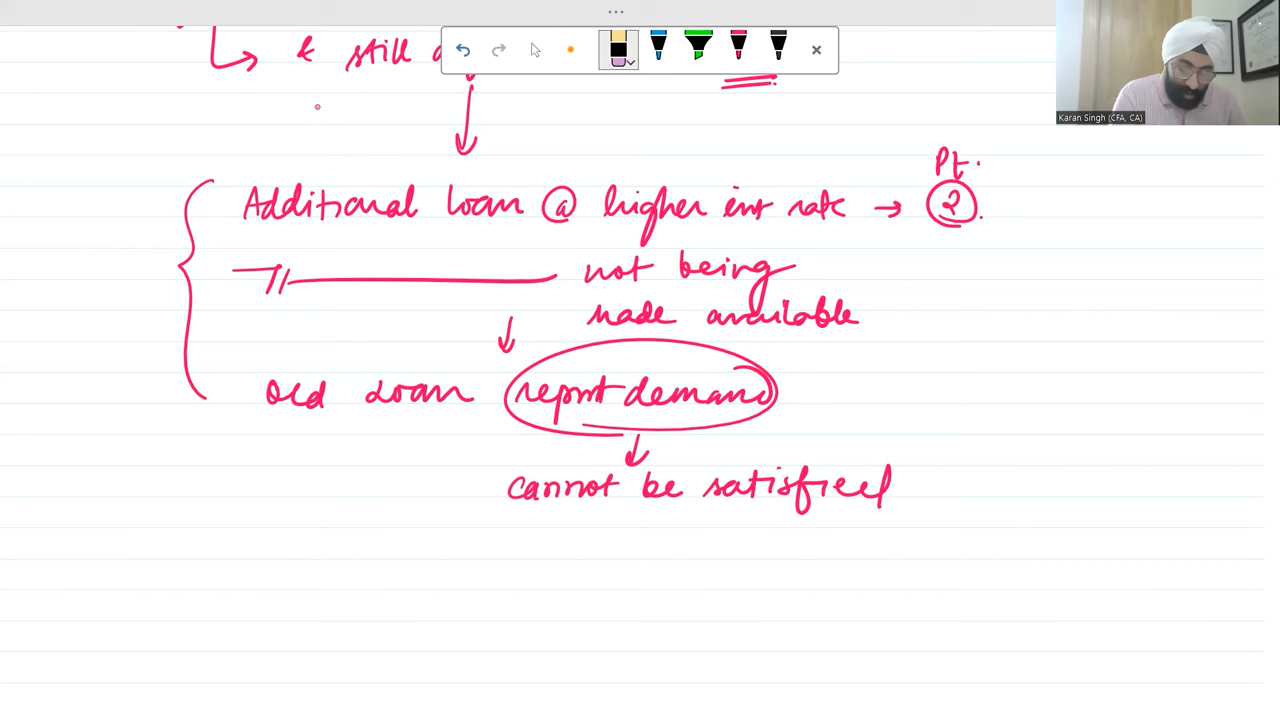 & still
Karan Singh (CFA, CA)
Pt.
Additional loan @ higher int rate → 2.
—"— not being
made available
Old Loan repmt demand
cannot be satisfied